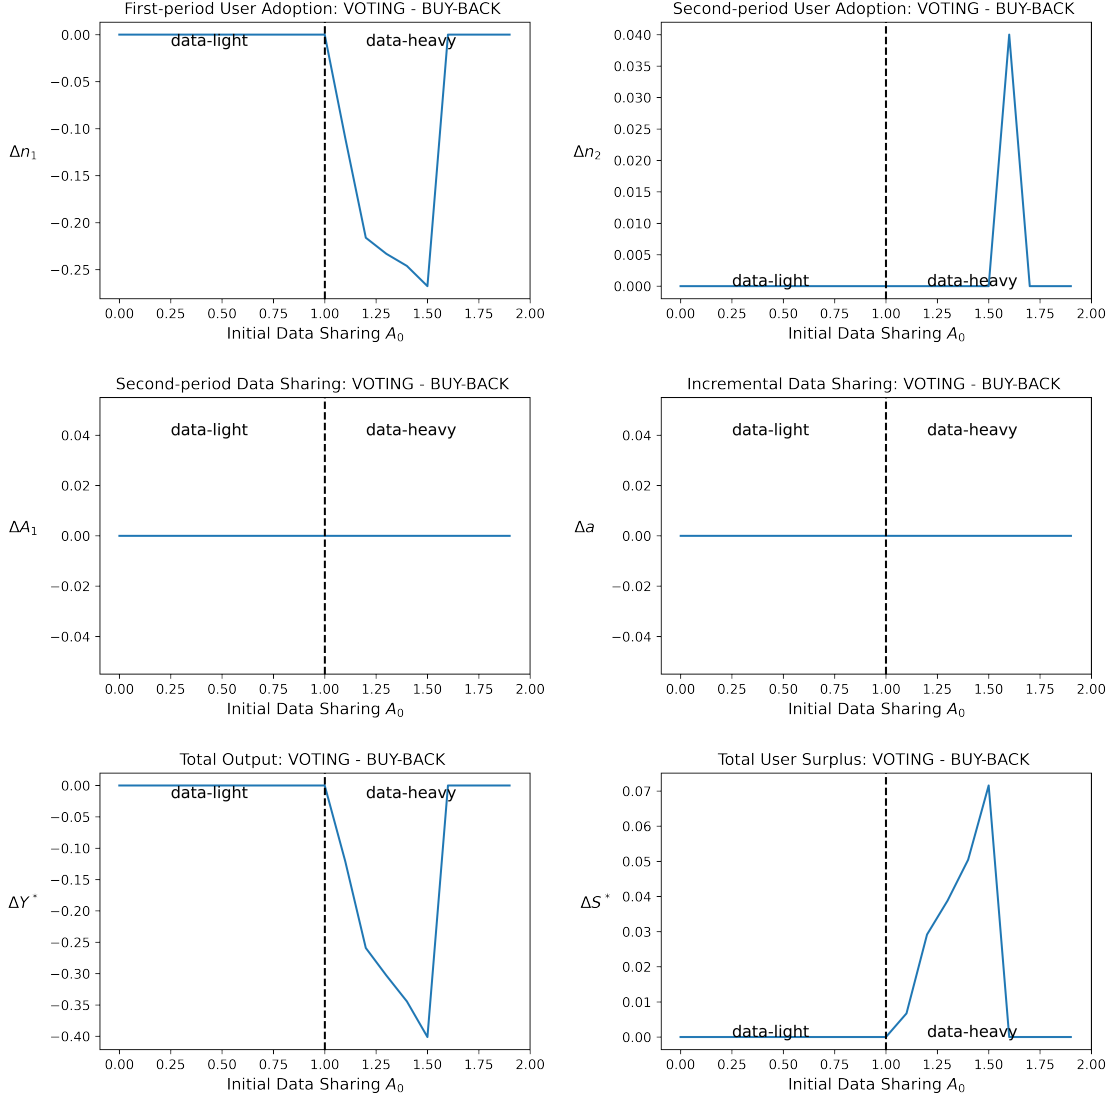 First-period User Adoption: VOTING - BUY-BACK
0.00
−0.05
−0.10
−0.15
−0.20
−0.25
Δn₁
data-light
data-heavy
0.00 0.25 0.50 0.75 1.00 1.25 1.50 1.75 2.00
Initial Data Sharing A₀
Second-period User Adoption: VOTING - BUY-BACK
0.040
0.035
0.030
0.025
0.020
0.015
0.010
0.005
0.000
Δn₂
data-light
data-heavy
0.00 0.25 0.50 0.75 1.00 1.25 1.50 1.75 2.00
Initial Data Sharing A₀
Second-period Data Sharing: VOTING - BUY-BACK
data-light
data-heavy
0.04
0.02
0.00
−0.02
−0.04
ΔA₁
0.00 0.25 0.50 0.75 1.00 1.25 1.50 1.75 2.00
Initial Data Sharing A₀
Incremental Data Sharing: VOTING - BUY-BACK
data-light
data-heavy
0.04
0.02
0.00
−0.02
−0.04
Δa
0.00 0.25 0.50 0.75 1.00 1.25 1.50 1.75 2.00
Initial Data Sharing A₀
Total Output: VOTING - BUY-BACK
0.00
−0.05
−0.10
−0.15
−0.20
−0.25
−0.30
−0.35
−0.40
ΔY*
data-light
data-heavy
0.00 0.25 0.50 0.75 1.00 1.25 1.50 1.75 2.00
Initial Data Sharing A₀
Total User Surplus: VOTING - BUY-BACK
0.07
0.06
0.05
0.04
0.03
0.02
0.01
0.00
ΔS*
data-light
data-heavy
0.00 0.25 0.50 0.75 1.00 1.25 1.50 1.75 2.00
Initial Data Sharing A₀